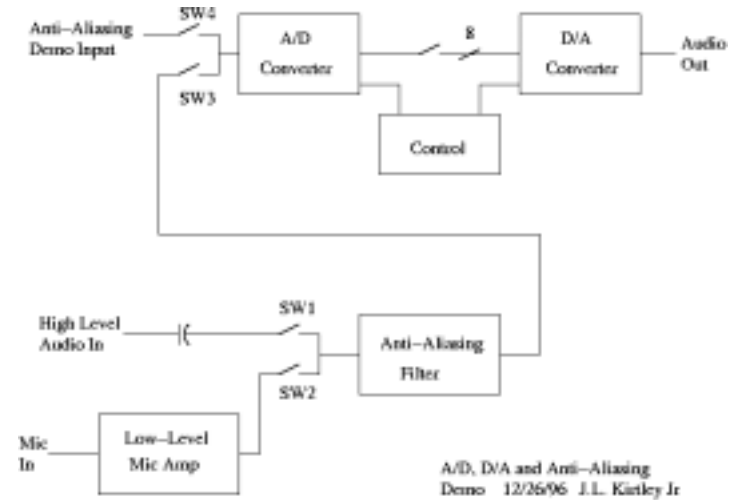 SW4
Anti-Aliasing
Demo Input
SW3
A/D
Converter
8
D/A
Converter
Audio
Out
Control
High Level
Audio In
SW1
SW2
Anti-Aliasing
Filter
Mic
In
Low-Level
Mic Amp
A/D, D/A and Anti-Aliasing
Demo 12/26/96 J.L. Kirtley Jr